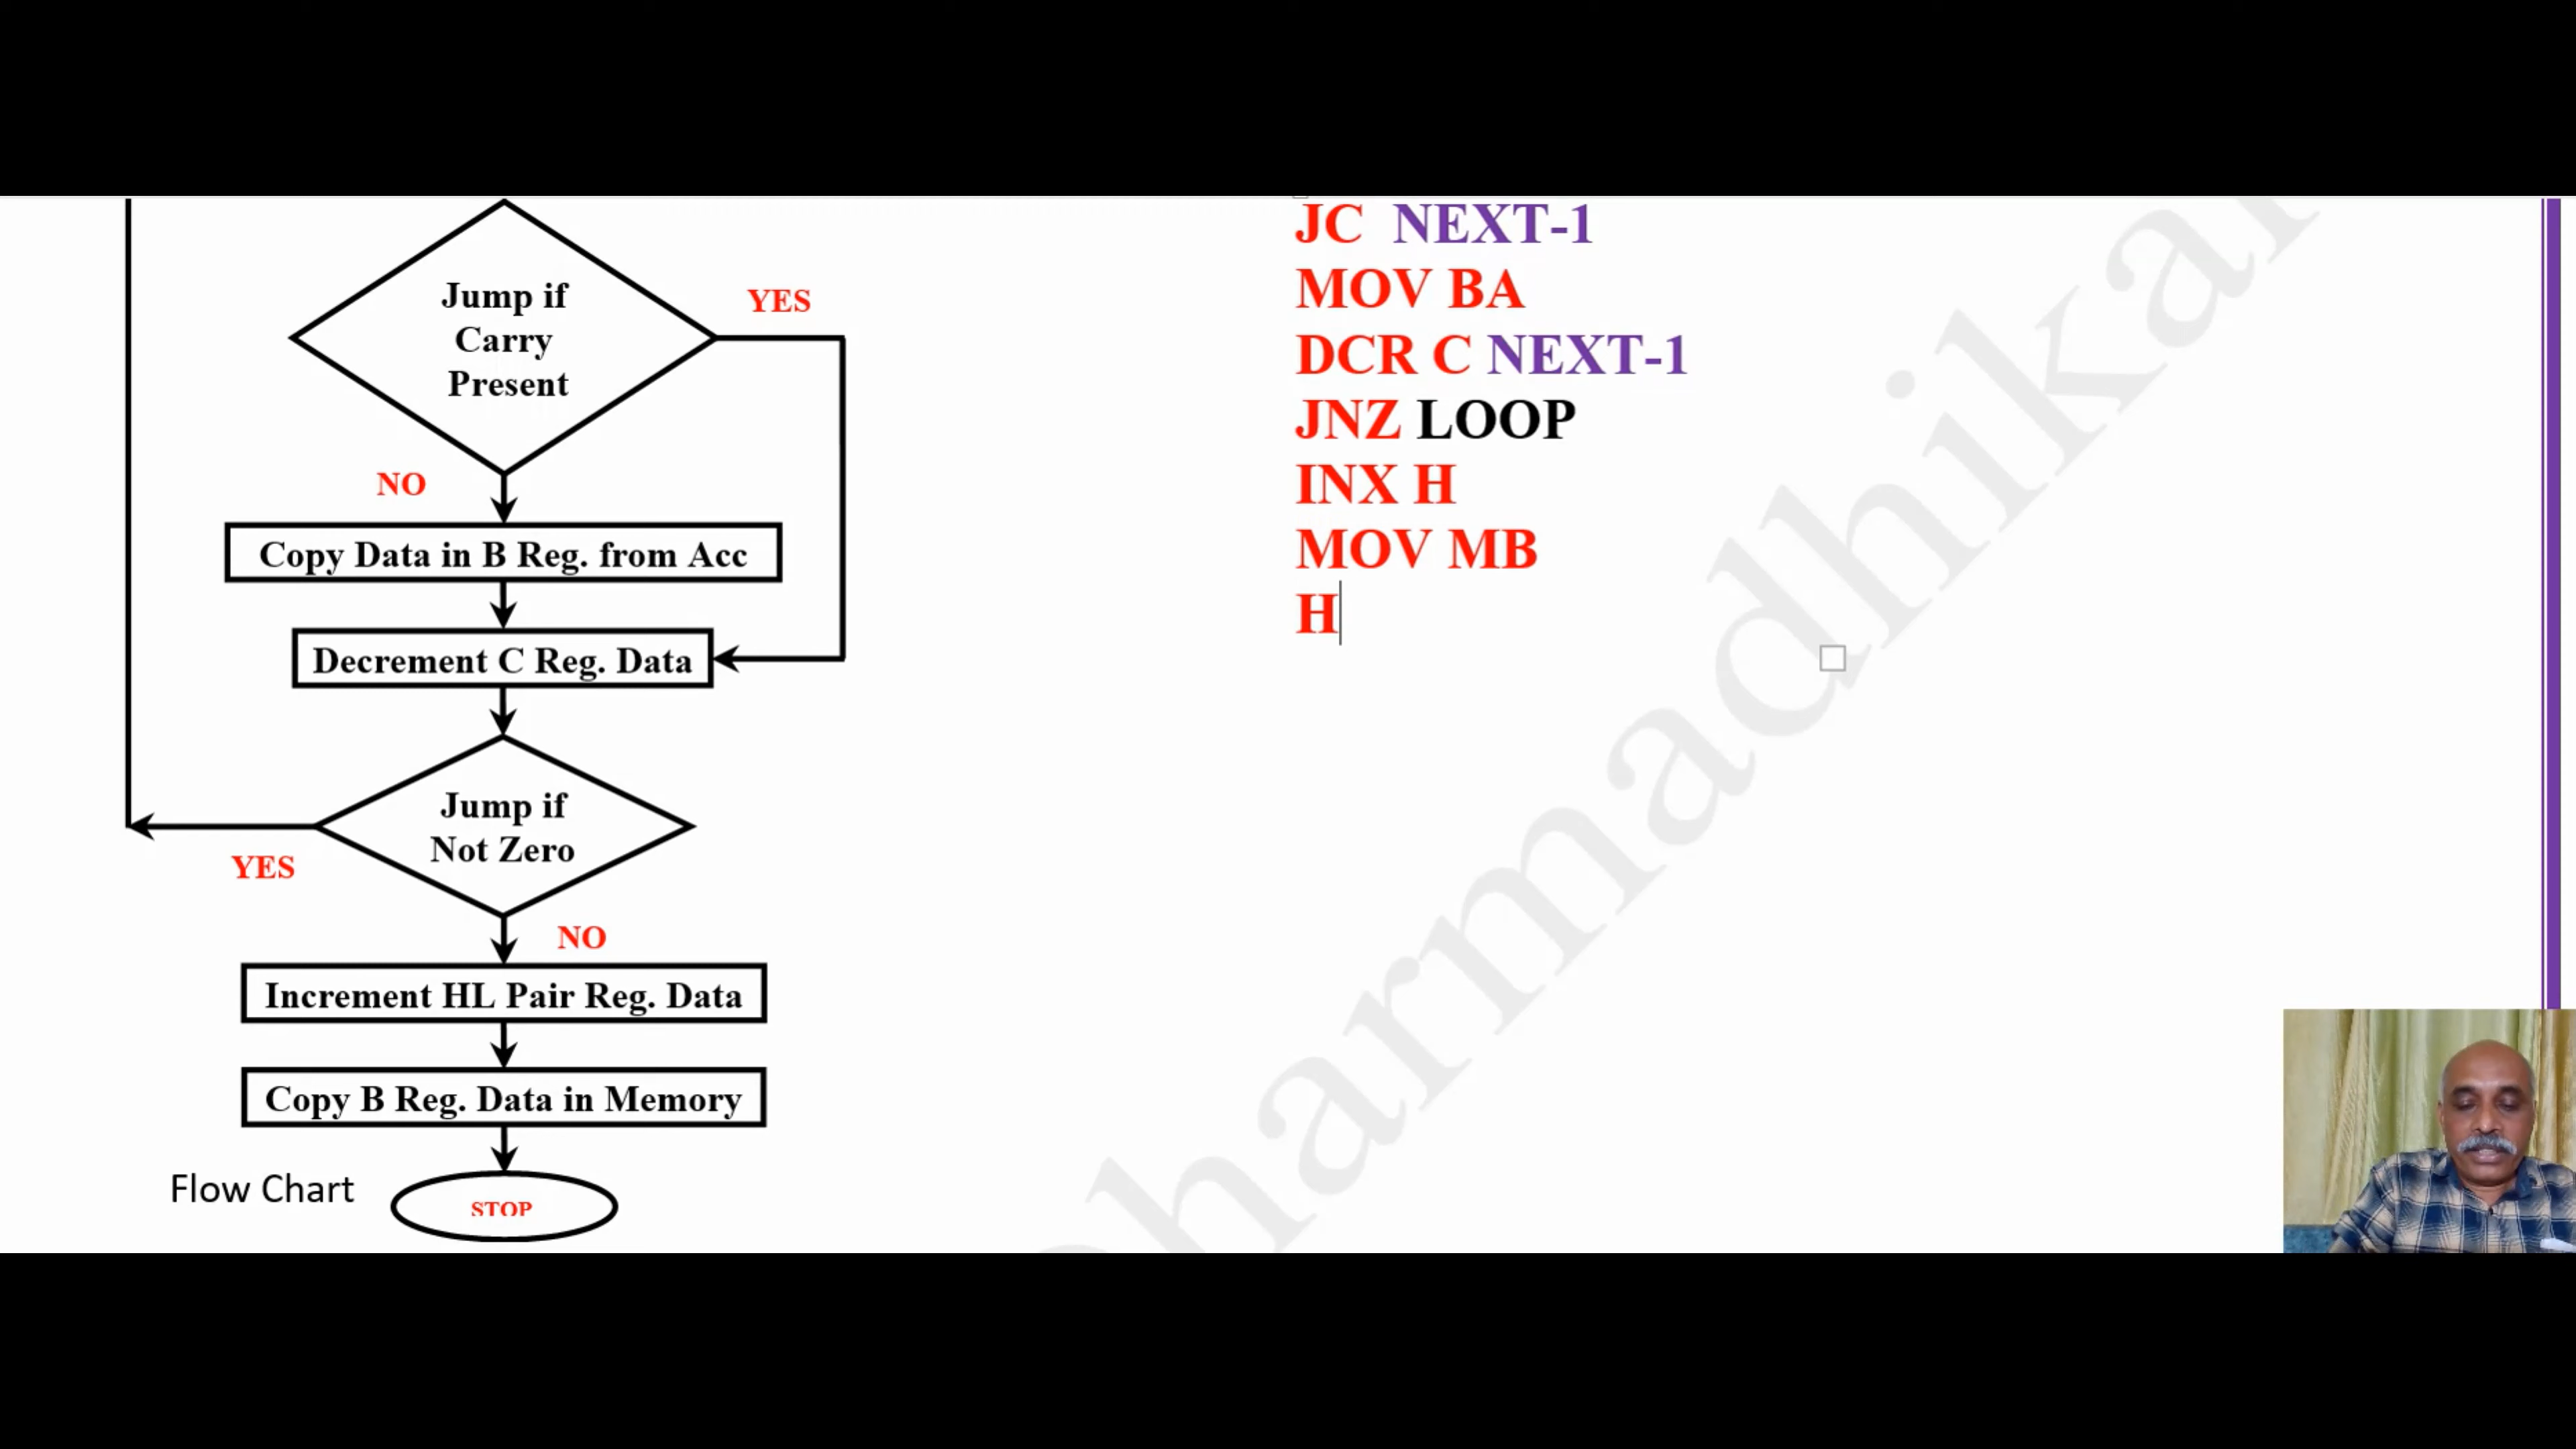 Jump if
Carry
Present
YES
NO
Copy Data in B Reg. from Acc
Decrement C Reg. Data
Jump if
Not Zero
YES
NO
Increment HL Pair Reg. Data
Copy B Reg. Data in Memory
Flow Chart
STOP
JC NEXT-1
MOV BA
DCR C NEXT-1
JNZ LOOP
INX H
MOV MB
H
harmadhika